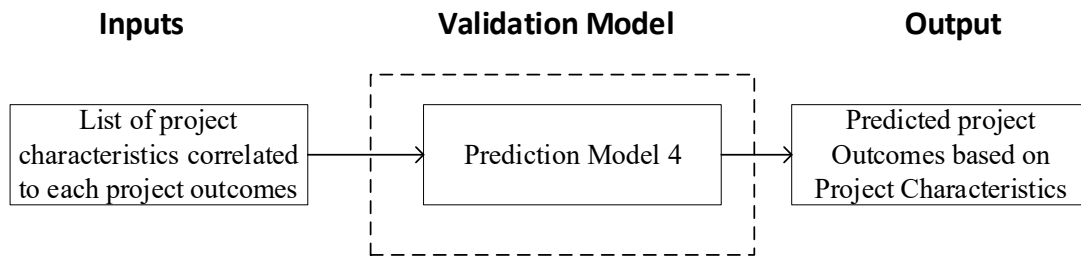 Inputs
Validation Model
Output
List of project
characteristics correlated
to each project outcomes
Prediction Model 4
Predicted project
Outcomes based on
Project Characteristics